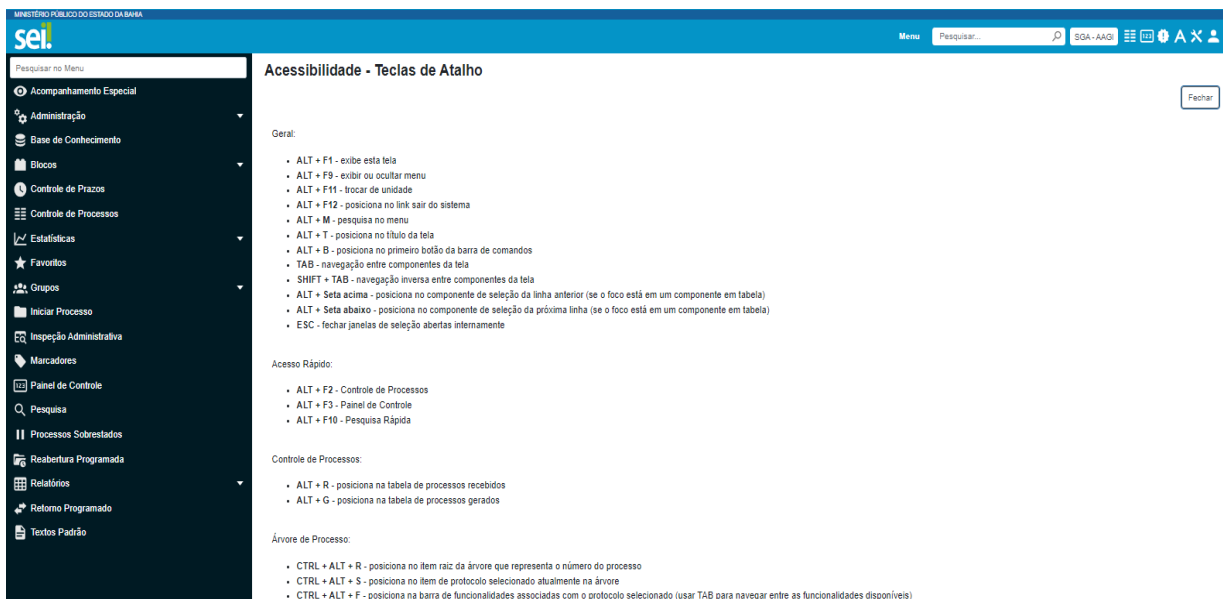 MINISTÉRIO PÚBLICO DO ESTADO DA BAHIA
sei!
Menu
Pesquisar...
SGA - AAGI
123
A
Pesquisar no Menu
Acompanhamento Especial
Administração
Base de Conhecimento
Blocos
Controle de Prazos
Controle de Processos
Estatísticas
Favoritos
Grupos
Iniciar Processo
Inspeção Administrativa
Marcadores
123 Painel de Controle
Pesquisa
Processos Sobrestados
Reabertura Programada
Relatórios
Retorno Programado
Textos Padrão
Acessibilidade - Teclas de Atalho
Fechar
Geral:
• ALT + F1 - exibe esta tela
• ALT + F9 - exibir ou ocultar menu
• ALT + F11 - trocar de unidade
• ALT + F12 - posiciona no link sair do sistema
• ALT + M - pesquisa no menu
• ALT + T - posiciona no título da tela
• ALT + B - posiciona no primeiro botão da barra de comandos
• TAB - navegação entre componentes da tela
• SHIFT + TAB - navegação inversa entre componentes da tela
• ALT + Seta acima - posiciona no componente de seleção da linha anterior (se o foco está em um componente em tabela)
• ALT + Seta abaixo - posiciona no componente de seleção da próxima linha (se o foco está em um componente em tabela)
• ESC - fechar janelas de seleção abertas internamente
Acesso Rápido:
• ALT + F2 - Controle de Processos
• ALT + F3 - Painel de Controle
• ALT + F10 - Pesquisa Rápida
Controle de Processos:
• ALT + R - posiciona na tabela de processos recebidos
• ALT + G - posiciona na tabela de processos gerados
Árvore de Processo:
• CTRL + ALT + R - posiciona no item raiz da árvore que representa o número do processo
• CTRL + ALT + S - posiciona no item de protocolo selecionado atualmente na árvore
• CTRL + ALT + F - posiciona na barra de funcionalidades associadas com o protocolo selecionado (usar TAB para navegar entre as funcionalidades disponíveis)